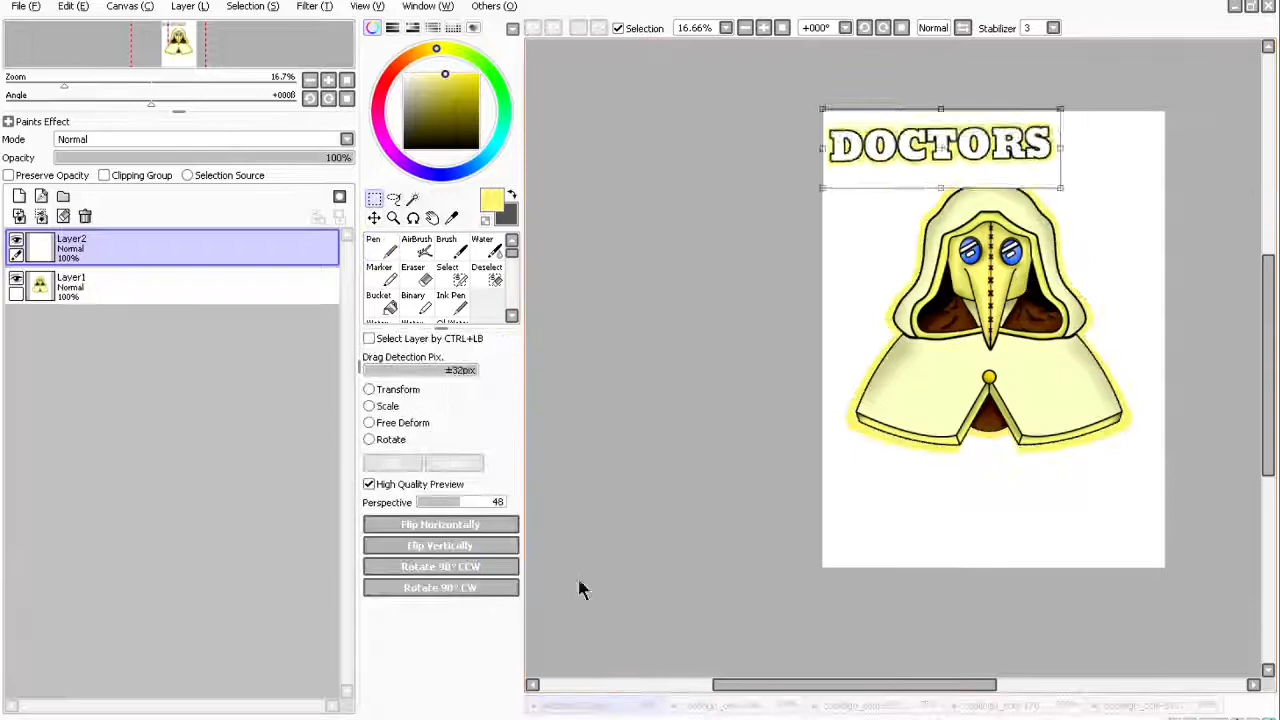 File (F) Edit (E) Canvas (C) Layer (L) Selection (S) Filter (T) View (V) Window (W) Others (O)
Selection 16.66% +000° Normal Stabilizer 3
Zoom 16.7%
Angle +000ß
Paints Effect
Mode Normal
Opacity 100%
Preserve Opacity Clipping Group Selection Source
Layer2
Normal
100%
Layer1
Normal
100%
Pen AirBrush Brush Water
Marker Eraser Select Deselect
Bucket Binary Ink Pen
Select Layer by CTRL+LB
Drag Detection Pix.
±32pix
Transform
Scale
Free Deform
Rotate
High Quality Preview
Perspective 48
Flip Horizontally
Flip Vertically
Rotate 90° CCW
Rotate 90° CW
DOCTORS